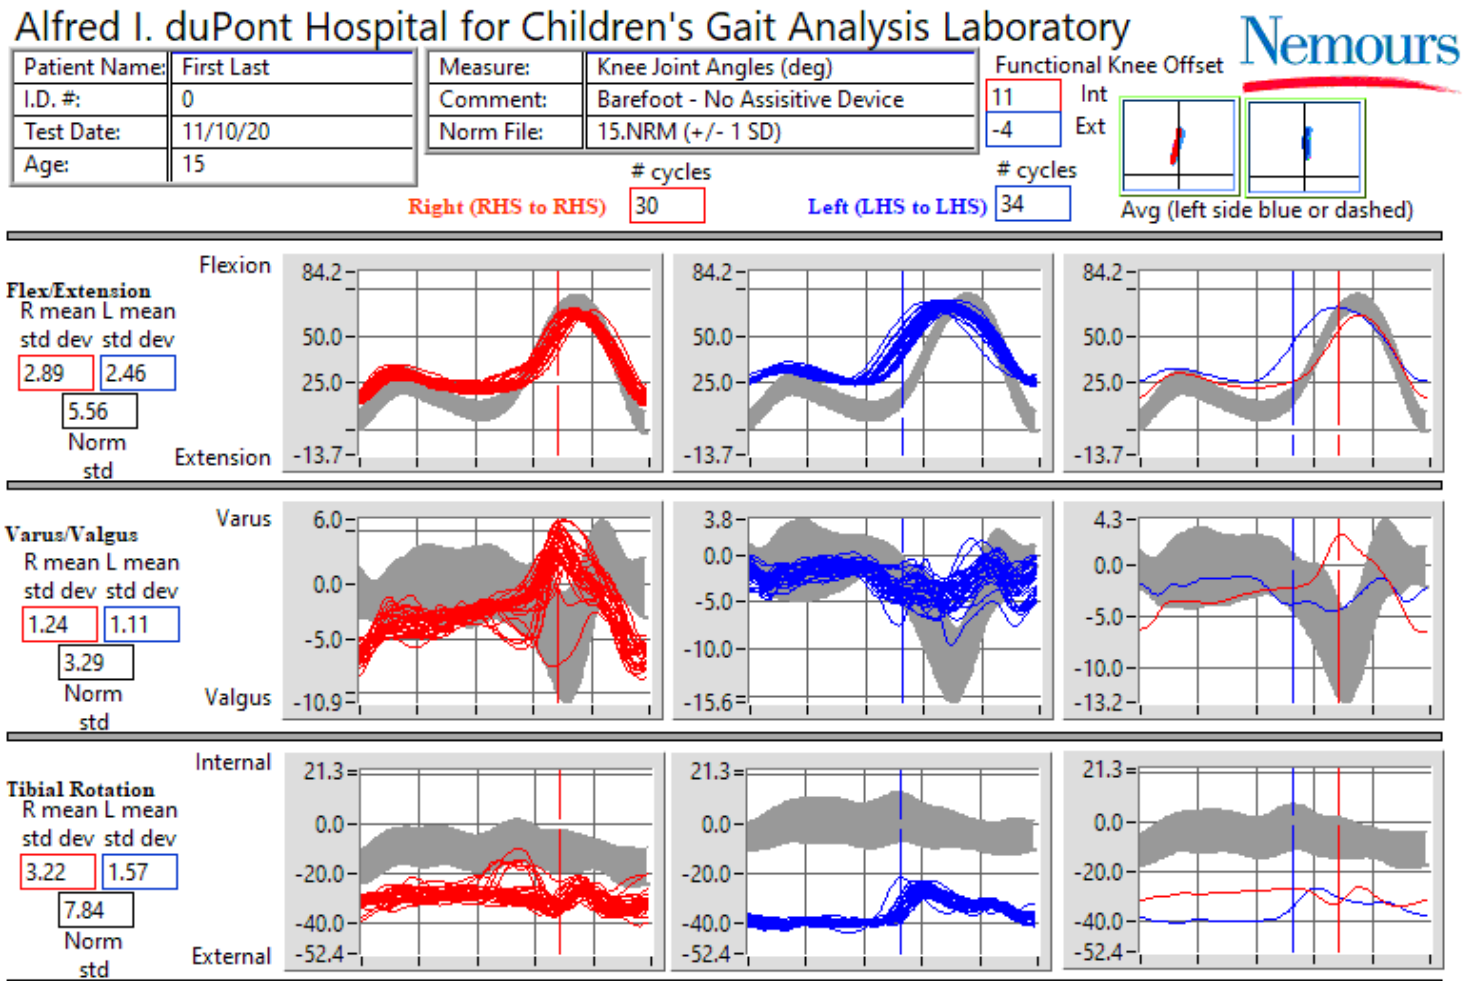 Alfred I. duPont Hospital for Children's Gait Analysis Laboratory
Nemours
Patient Name: First Last
I.D. #: 0
Test Date: 11/10/20
Age: 15
Measure: Knee Joint Angles (deg)
Comment: Barefoot - No Assisitive Device
Norm File: 15.NRM (+/- 1 SD)
Functional Knee Offset
11 Int
-4 Ext
# cycles
Right (RHS to RHS) 30
# cycles
Left (LHS to LHS) 34
Avg (left side blue or dashed)
Flex/Extension
R mean L mean
std dev std dev
2.89 2.46
5.56
Norm
std
Flexion
Extension
84.2
50.0
25.0
-13.7
84.2
50.0
25.0
-13.7
84.2
50.0
25.0
-13.7
Varus/Valgus
R mean L mean
std dev std dev
1.24 1.11
3.29
Norm
std
Varus
Valgus
6.0
0.0
-5.0
-10.9
3.8
0.0
-5.0
-10.0
-15.6
4.3
0.0
-5.0
-10.0
-13.2
Tibial Rotation
R mean L mean
std dev std dev
3.22 1.57
7.84
Norm
std
Internal
External
21.3
0.0
-20.0
-40.0
-52.4
21.3
0.0
-20.0
-40.0
-52.4
21.3
0.0
-20.0
-40.0
-52.4